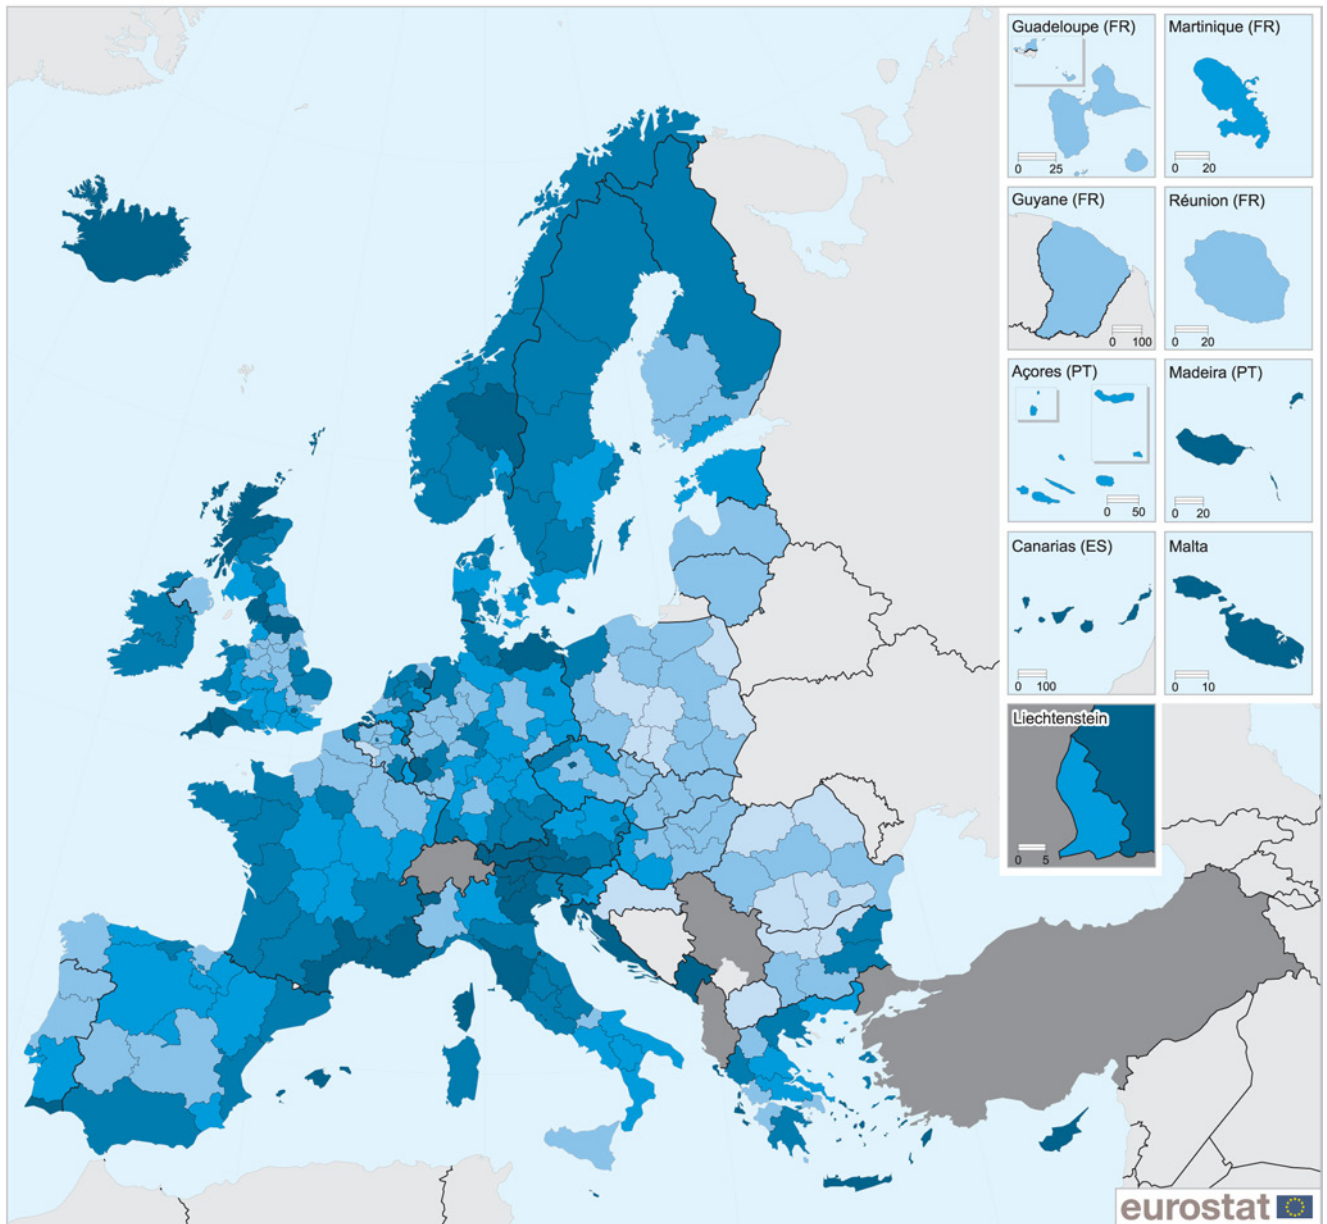 Guadeloupe (FR)
0 25
Martinique (FR)
0 20
Guyane (FR)
0 100
Réunion (FR)
0 20
Açores (PT)
0 50
Madeira (PT)
0 20
Canarias (ES)
0 100
Malta
0 10
Liechtenstein
0 5
eurostat